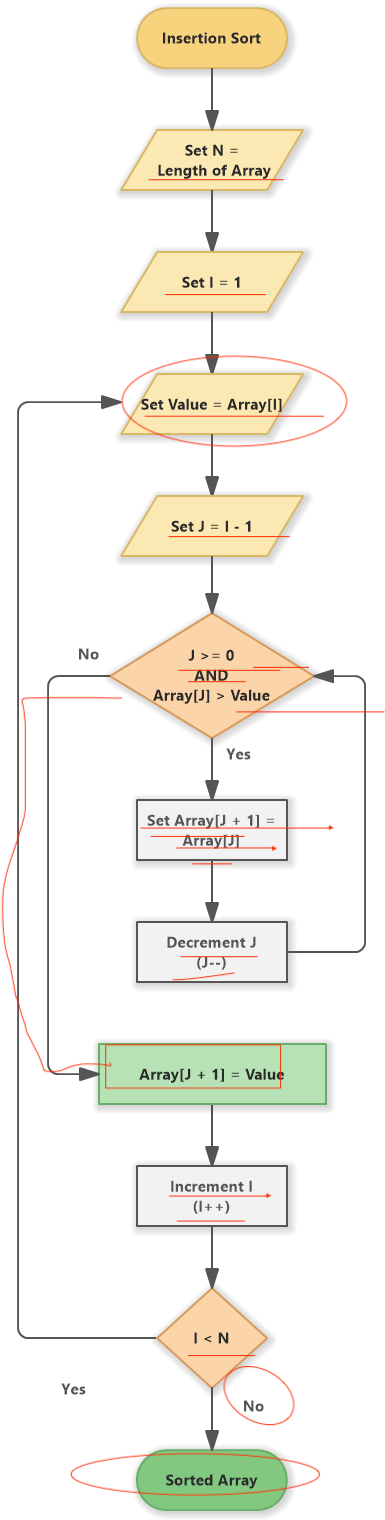 Insertion Sort
Set N =
Length of Array
Set I = 1
Set Value = Array[I]
Set J = I - 1
J >= 0
AND
Array[J] > Value
No
Yes
Set Array[J + 1] =
Array[J]
Decrement J
(J--)
Array[J + 1] = Value
Increment I
(I++)
I < N
Yes
No
Sorted Array